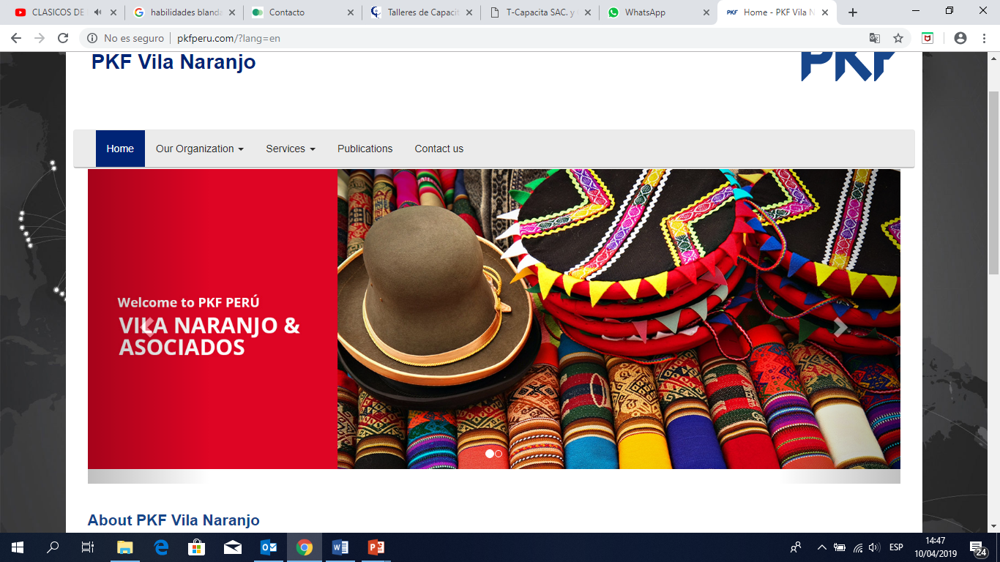 CLASICOS DE
habilidades blanda
Contacto
Talleres de Capacit
T-Capacita SAC. y
WhatsApp
Home - PKF Vila N
No es seguro
pkfperu.com/?lang=en
PKF Vila Naranjo
PKF
Home
Our Organization
Services
Publications
Contact us
Welcome to PKF PERÚ
VILA NARANJO &
ASOCIADOS
About PKF Vila Naranjo
ESP
14:47
10/04/2019
24